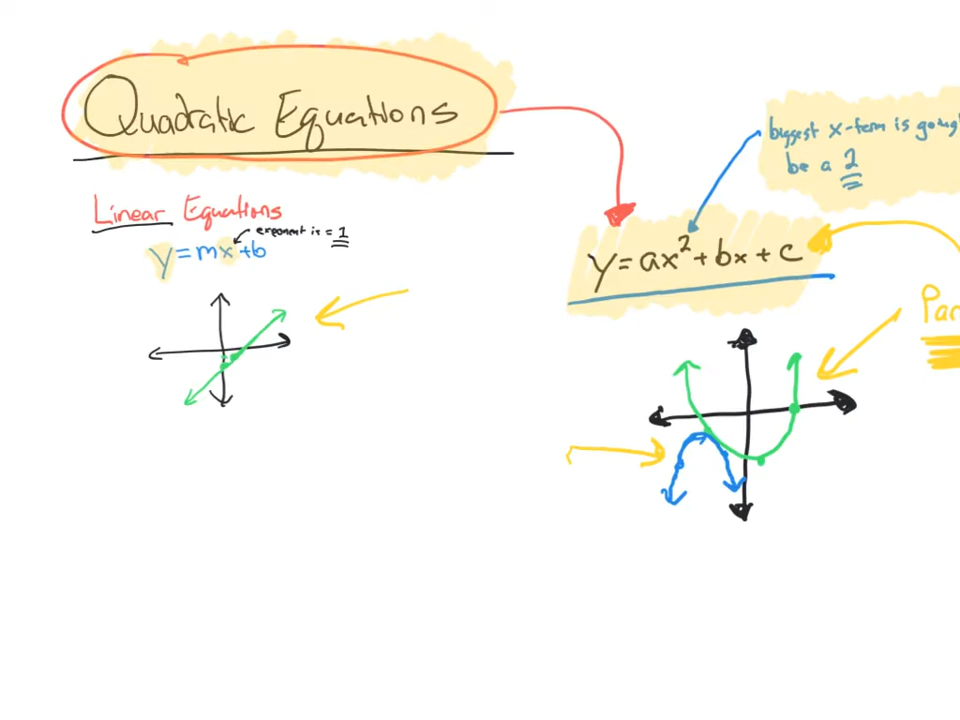 Quadratic Equations
biggest x-term is going
be a 2
Linear Equations
exponent is = 1
y = mx + b
y = ax² + bx + c
Par